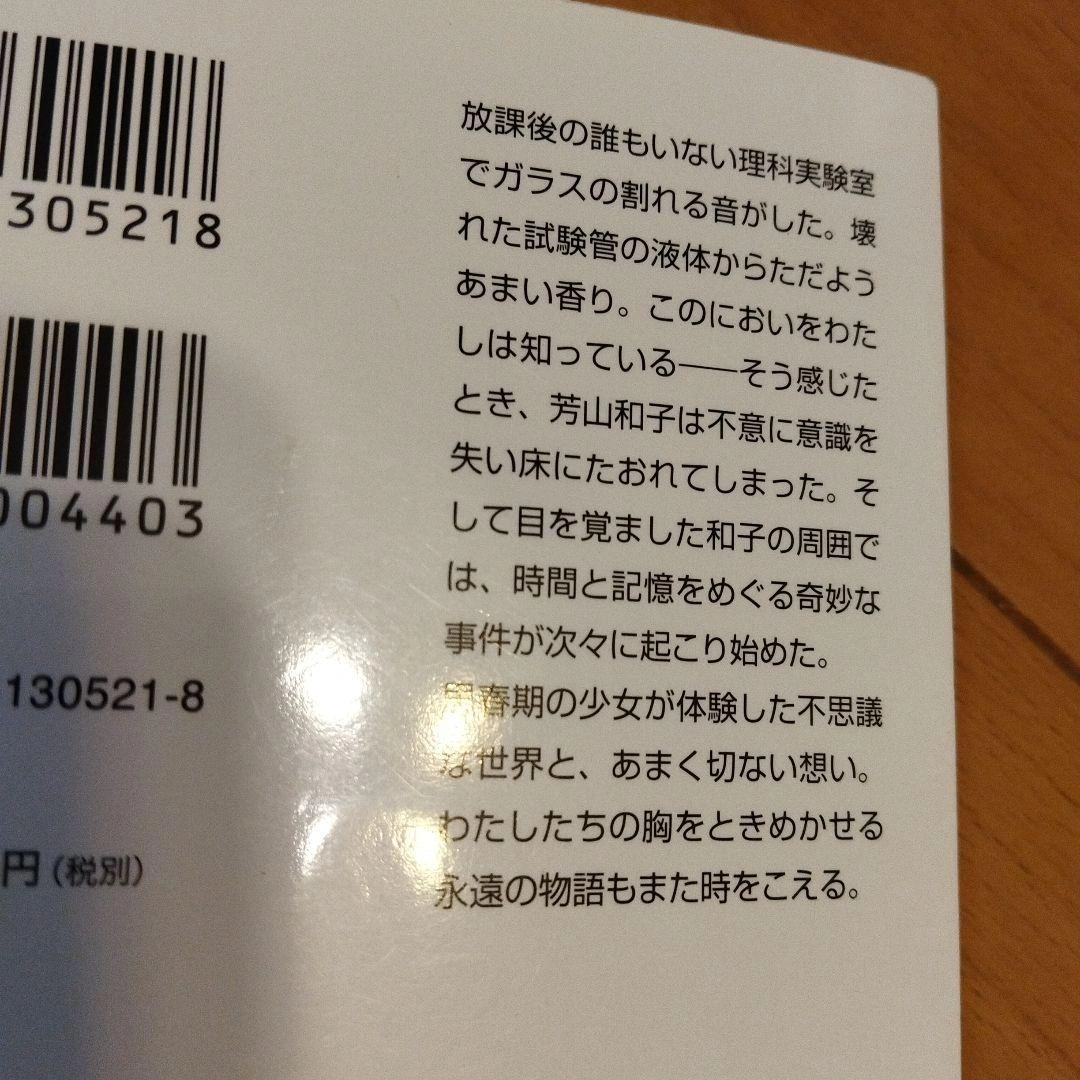 305218
004403
130521-8
円(税別)
放課後の誰もいない理科実験室
でガラスの割れる音がした。壊
れた試験管の液体からただよう
あまい香り。このにおいをわた
しは知っている――そう感じた
とき、芳山和子は不意に意識を
失い床にたおれてしまった。そ
して目を覚ました和子の周囲で
は、時間と記憶をめぐる奇妙な
事件が次々に起こり始めた。
思春期の少女が体験した不思議
な世界と、あまく切ない想い。
わたしたちの胸をときめかせる
永遠の物語もまた時をこえる。